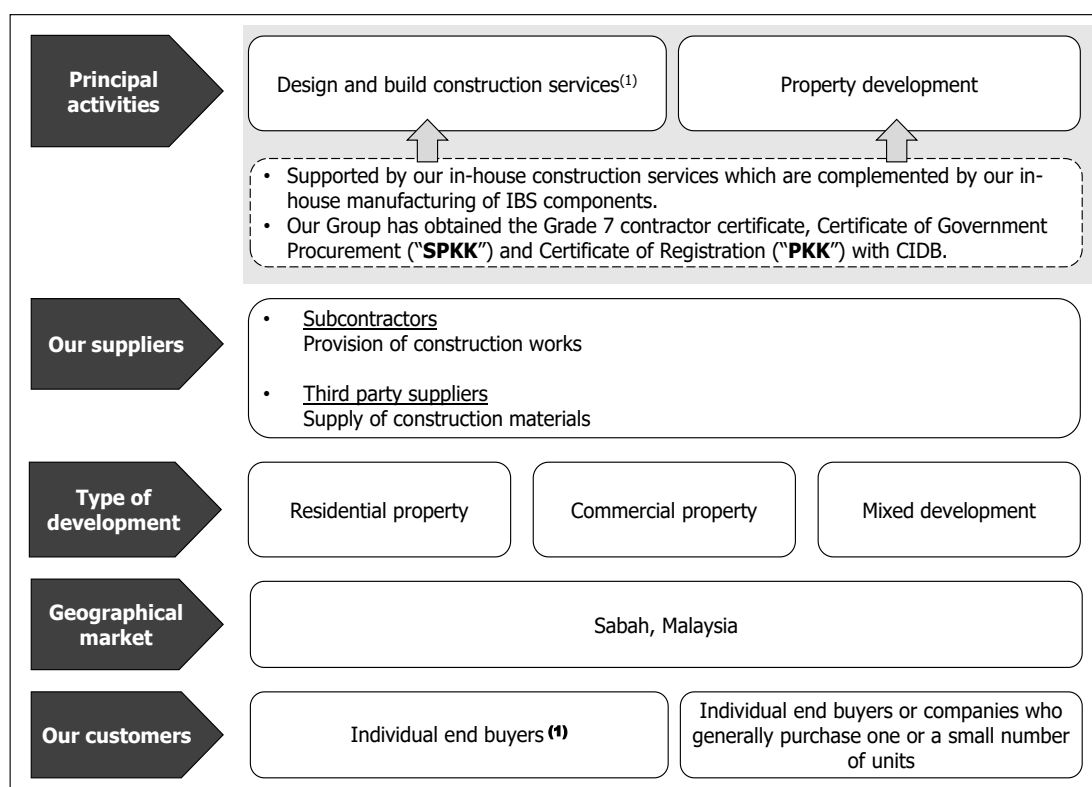 Principal
activities
Design and build construction services(1)
Property development
• Supported by our in-house construction services which are complemented by our in-
house manufacturing of IBS components.
• Our Group has obtained the Grade 7 contractor certificate, Certificate of Government
Procurement (“SPKK”) and Certificate of Registration (“PKK”) with CIDB.
Our suppliers
• Subcontractors
Provision of construction works
• Third party suppliers
Supply of construction materials
Type of
development
Residential property
Commercial property
Mixed development
Geographical
market
Sabah, Malaysia
Our customers
Individual end buyers (1)
Individual end buyers or companies who
generally purchase one or a small number
of units